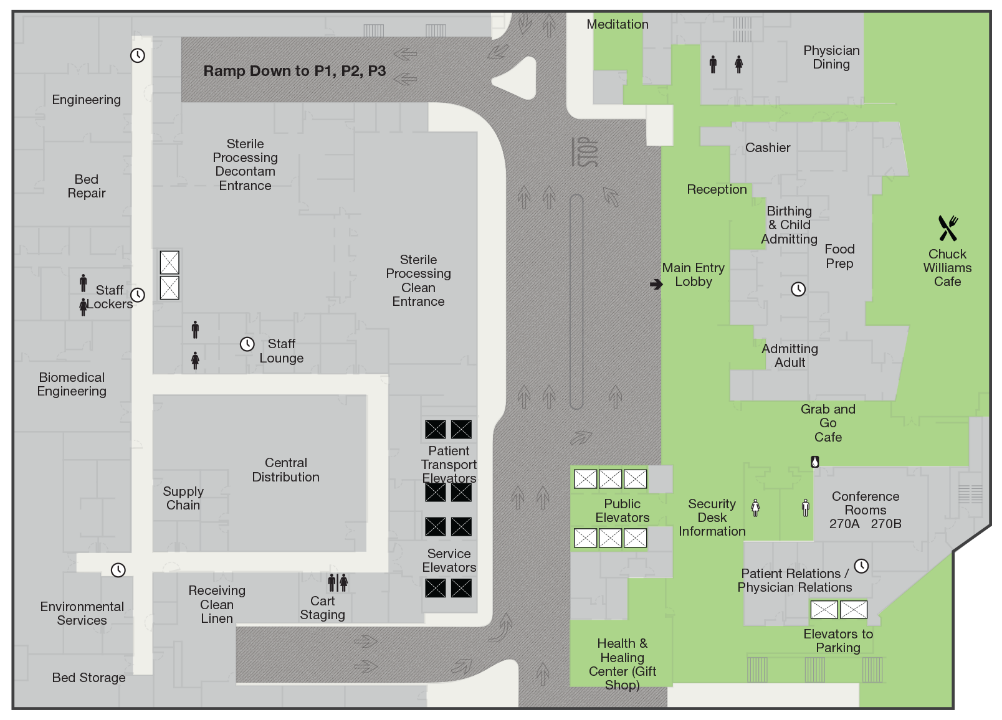 Meditation
Physician
Dining
Ramp Down to P1, P2, P3
Engineering
STOP
Sterile
Processing
Decontam
Entrance
Cashier
Bed
Repair
Reception
Birthing
& Child
Admitting
Food
Prep
Chuck
Williams
Cafe
Sterile
Processing
Clean
Entrance
Main Entry
Lobby
Staff
Lockers
Staff
Lounge
Admitting
Adult
Biomedical
Engineering
Grab and
Go
Cafe
Patient
Transport
Elevators
Central
Distribution
Supply
Chain
Public
Elevators
Security
Desk
Information
Conference
Rooms
270A 270B
Service
Elevators
Patient Relations /
Physician Relations
Environmental
Services
Receiving
Clean
Linen
Cart
Staging
Elevators to
Parking
Health &
Healing
Center (Gift
Shop)
Bed Storage